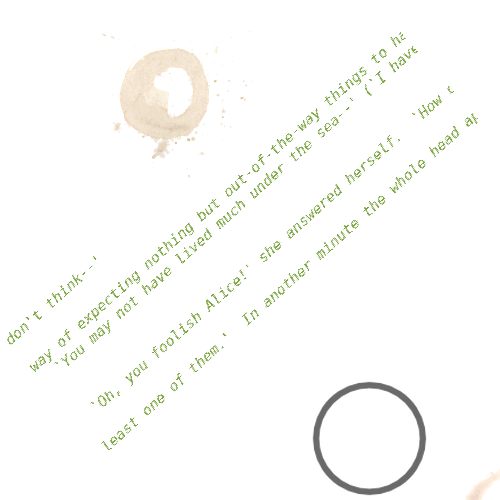 don't think--'
way of expecting nothing but out-of-the-way things to
`You may not have lived much under the sea--' (`I have
`Oh, you foolish Alice!' she answered herself. `How
least one of them.' In another minute the whole head